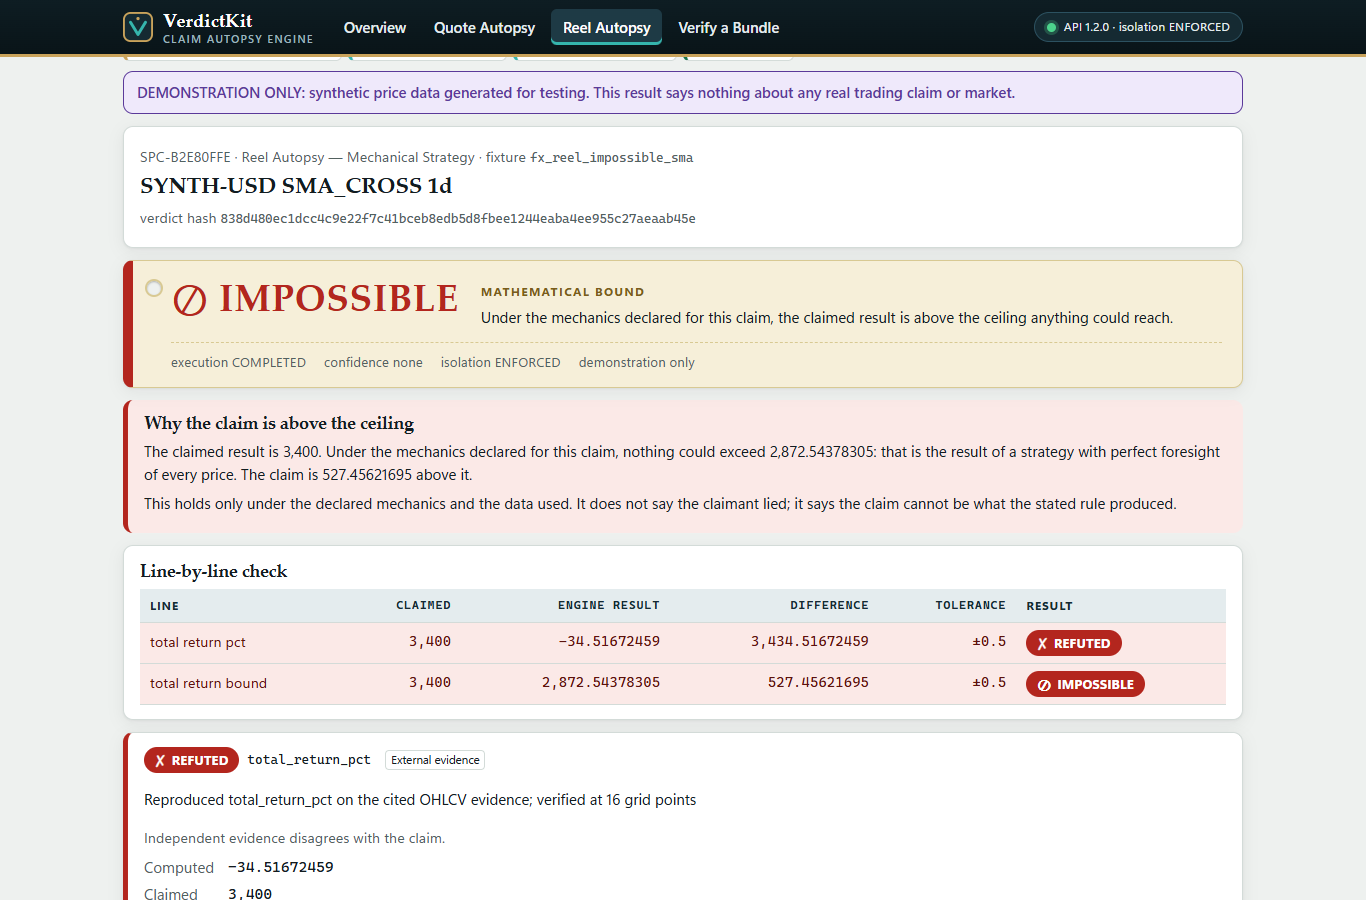 VerdictKit
CLAIM AUTOPSY ENGINE
Overview
Quote Autopsy
Reel Autopsy
Verify a Bundle
API 1.2.0 · isolation ENFORCED
DEMONSTRATION ONLY: synthetic price data generated for testing. This result says nothing about any real trading claim or market.
SPC-B2E80FFE · Reel Autopsy — Mechanical Strategy · fixture fx_reel_impossible_sma
SYNTH-USD SMA_CROSS 1d
verdict hash 838d480ec1dcc4c9e22f7c41bceb8edb5d8fbee1244eaba4ee955c27aeaab45e
IMPOSSIBLE
MATHEMATICAL BOUND
Under the mechanics declared for this claim, the claimed result is above the ceiling anything could reach.
execution COMPLETED confidence none isolation ENFORCED demonstration only
Why the claim is above the ceiling
The claimed result is 3,400. Under the mechanics declared for this claim, nothing could exceed 2,872.54378305: that is the result of a strategy with perfect foresight
of every price. The claim is 527.45621695 above it.
This holds only under the declared mechanics and the data used. It does not say the claimant lied; it says the claim cannot be what the stated rule produced.
Line-by-line check
LINE CLAIMED ENGINE RESULT DIFFERENCE TOLERANCE RESULT
total return pct 3,400 −34.51672459 3,434.51672459 ±0.5 ✗ REFUTED
total return bound 3,400 2,872.54378305 527.45621695 ±0.5 IMPOSSIBLE
✗ REFUTED total_return_pct External evidence
Reproduced total_return_pct on the cited OHLCV evidence; verified at 16 grid points
Independent evidence disagrees with the claim.
Computed −34.51672459
Claimed 3,400